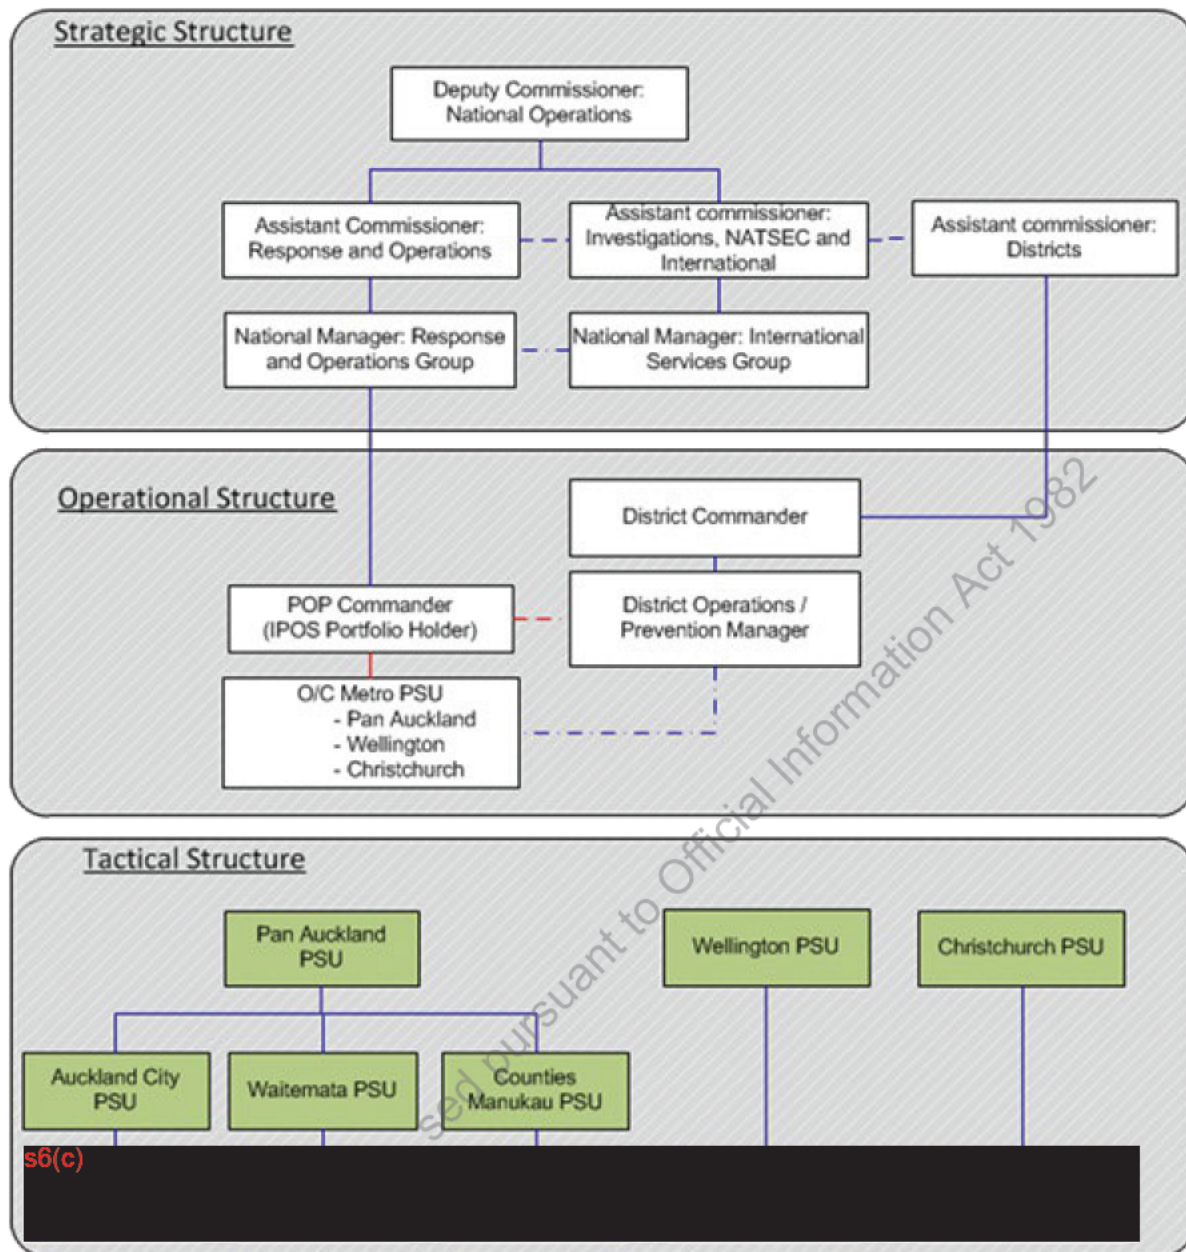 Strategic Structure
Deputy Commissioner:
National Operations
Assistant Commissioner:
Response and Operations
Assistant commissioner:
Investigations, NATSEC and
International
Assistant commissioner:
Districts
National Manager: Response
and Operations Group
National Manager: International
Services Group
Operational Structure
District Commander
POP Commander
(IPOS Portfolio Holder)
District Operations /
Prevention Manager
O/C Metro PSU
- Pan Auckland
- Wellington
- Christchurch
Tactical Structure
Pan Auckland
PSU
Wellington PSU
Christchurch PSU
Auckland City
PSU
Waitemata PSU
Counties
Manukau PSU
s6(c)
sed pursuant to Official Information Act 1982